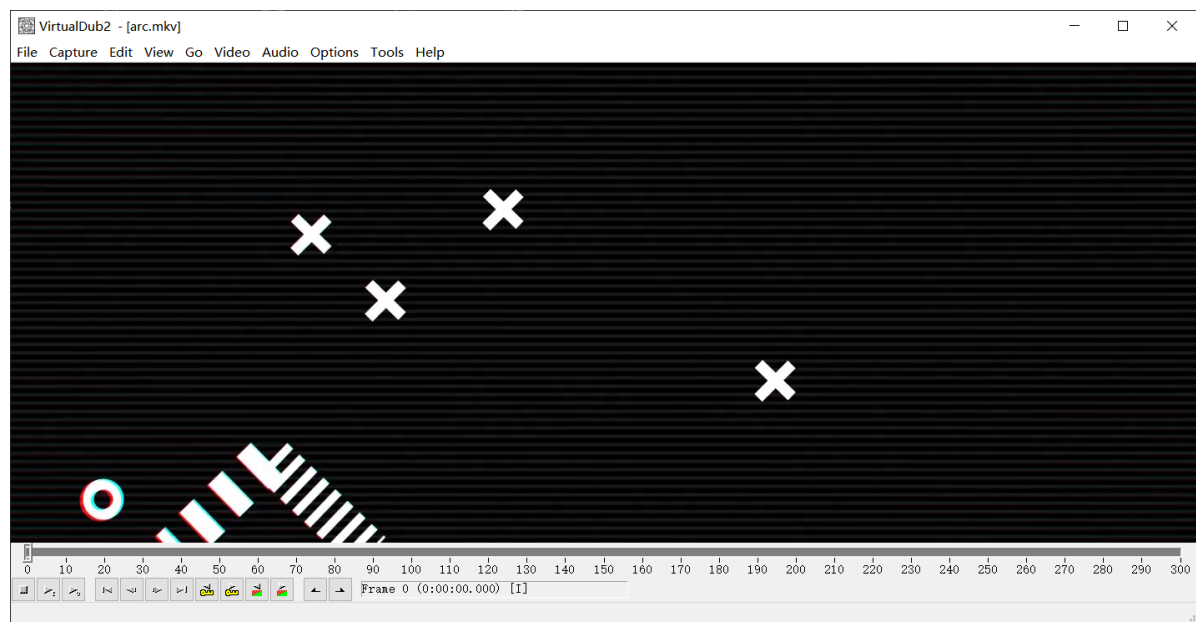 VirtualDub2 - [arc.mkv]
File Capture Edit View Go Video Audio Options Tools Help
0 10 20 30 40 50 60 70 80 90 100 110 120 130 140 150 160 170 180 190 200 210 220 230 240 250 260 270 280 290 300
Frame 0 (0:00:00.000) [I]